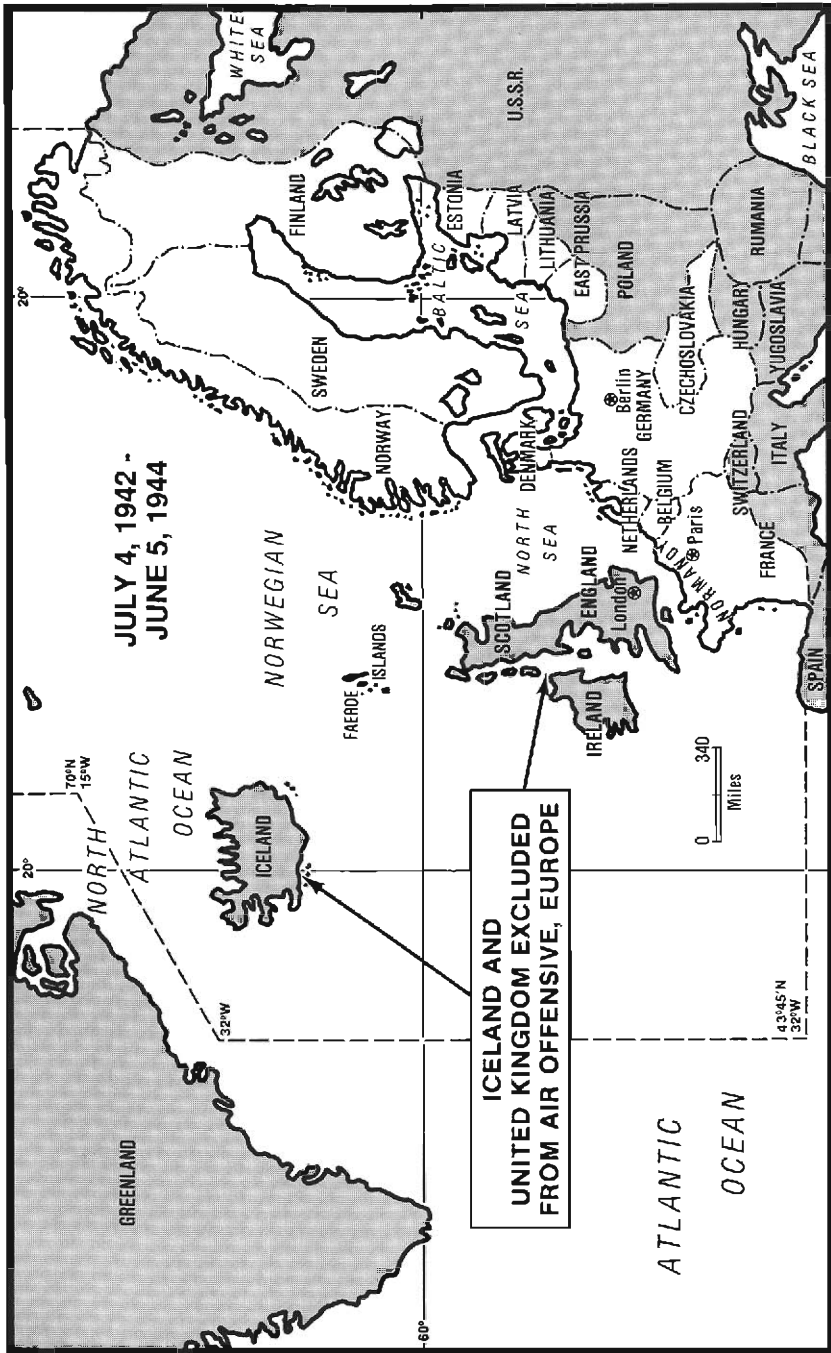 JULY 4, 1942 -
JUNE 5, 1944
20°
20°
WHITE
SEA
GREENLAND
NORTH
ATLANTIC
OCEAN
70°N
15°W
32°W
ICELAND
NORWEGIAN
SEA
FAEROE
ISLANDS
NORWAY
SWEDEN
FINLAND
60°
ICELAND AND
UNITED KINGDOM EXCLUDED
FROM AIR OFFENSIVE, EUROPE
SCOTLAND
ENGLAND
London
IRELAND
NORTH
SEA
DENMARK
BALTIC
SEA
ESTONIA
LATVIA
LITHUANIA
EAST PRUSSIA
U.S.S.R.
POLAND
NETHERLANDS
BELGIUM
Berlin
GERMANY
NORMANDY
Paris
FRANCE
SWITZERLAND
CZECHOSLOVAKIA
HUNGARY
RUMANIA
YUGOSLAVIA
ITALY
BLACK SEA
SPAIN
0 340
Miles
43°45'N
32°W
ATLANTIC
OCEAN